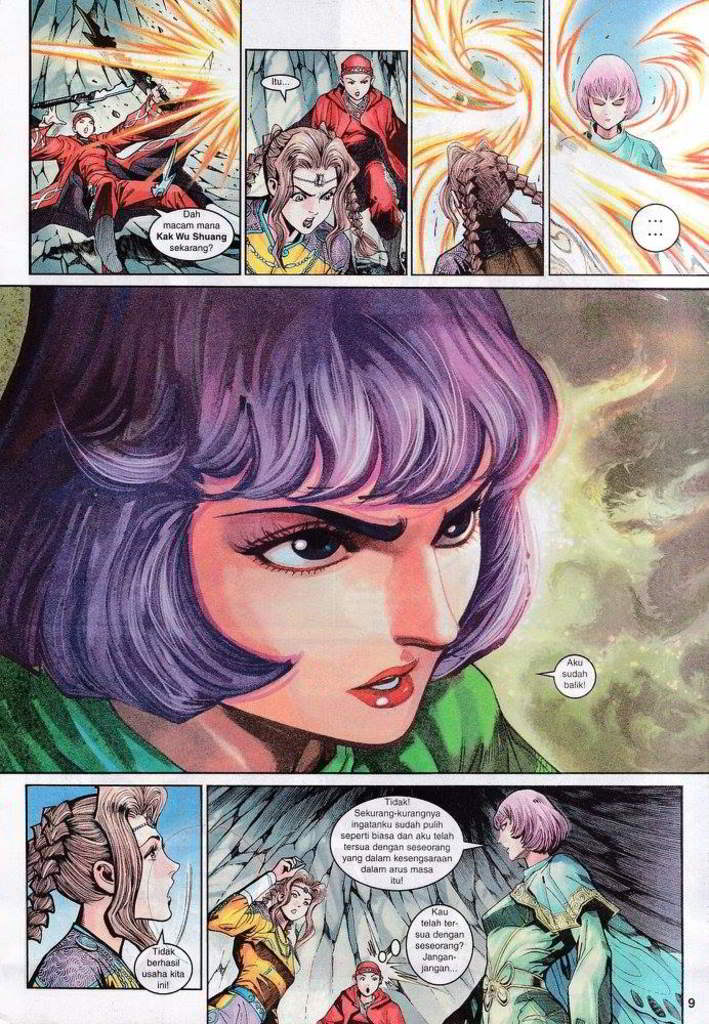 Dah
macam mana
Kak Wu Shuang
sekarang?
Itu...
...
...
Aku
sudah
balik!
Tidak
berhasil
usaha kita
ini!
Tidak!
Sekurang-kurangnya
ingatanku sudah pulih
seperti biasa dan aku telah
tersua dengan seseorang
yang dalam kesengsaraan
dalam arus masa
itu!
Kau
telah ter-
sua dengan
seseorang?
Jangan-
jangan...
9